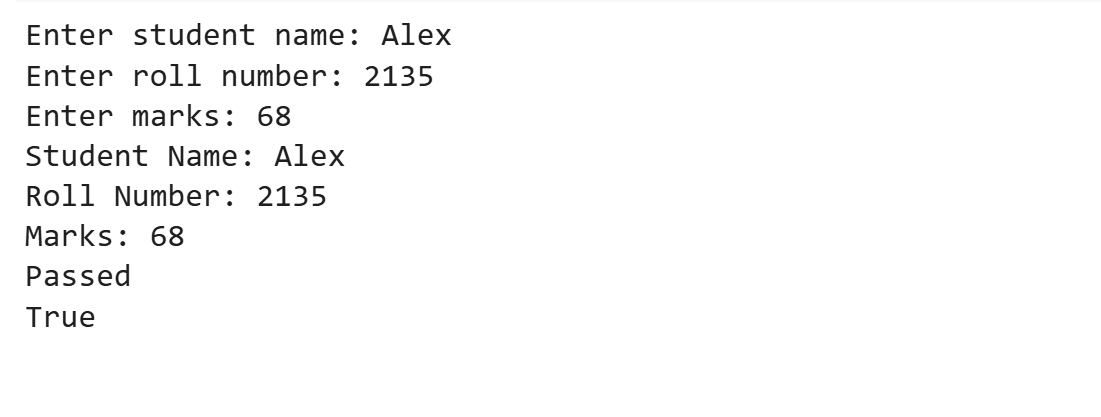 Enter student name: Alex
Enter roll number: 2135
Enter marks: 68
Student Name: Alex
Roll Number: 2135
Marks: 68
Passed
True